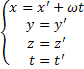 x = x′ + ωt
y = y′
z = z′
t = t′